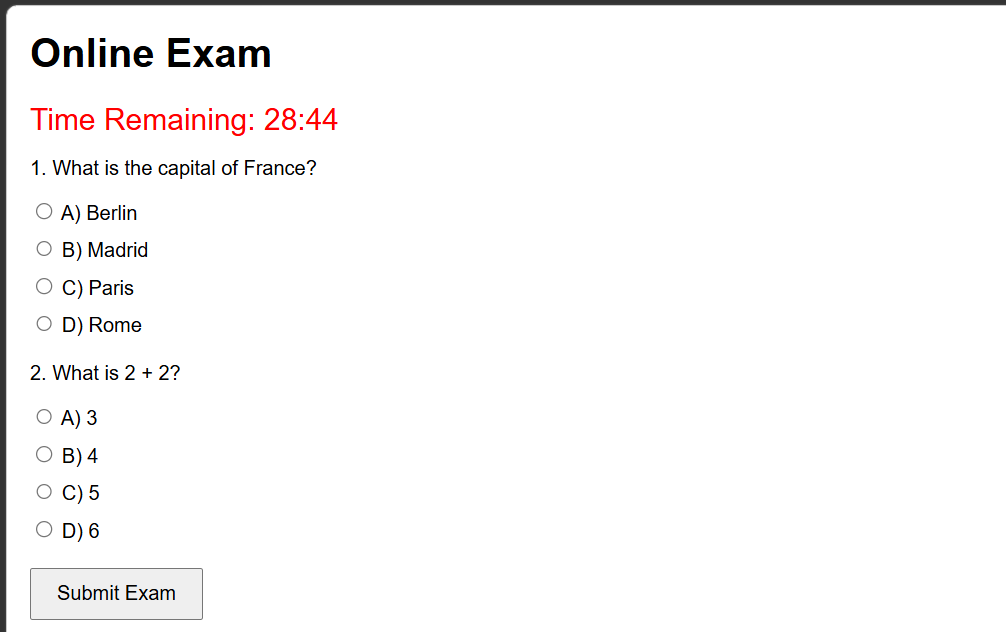 Online Exam
Time Remaining: 28:44
1. What is the capital of France?
A) Berlin
B) Madrid
C) Paris
D) Rome
2. What is 2 + 2?
A) 3
B) 4
C) 5
D) 6
Submit Exam